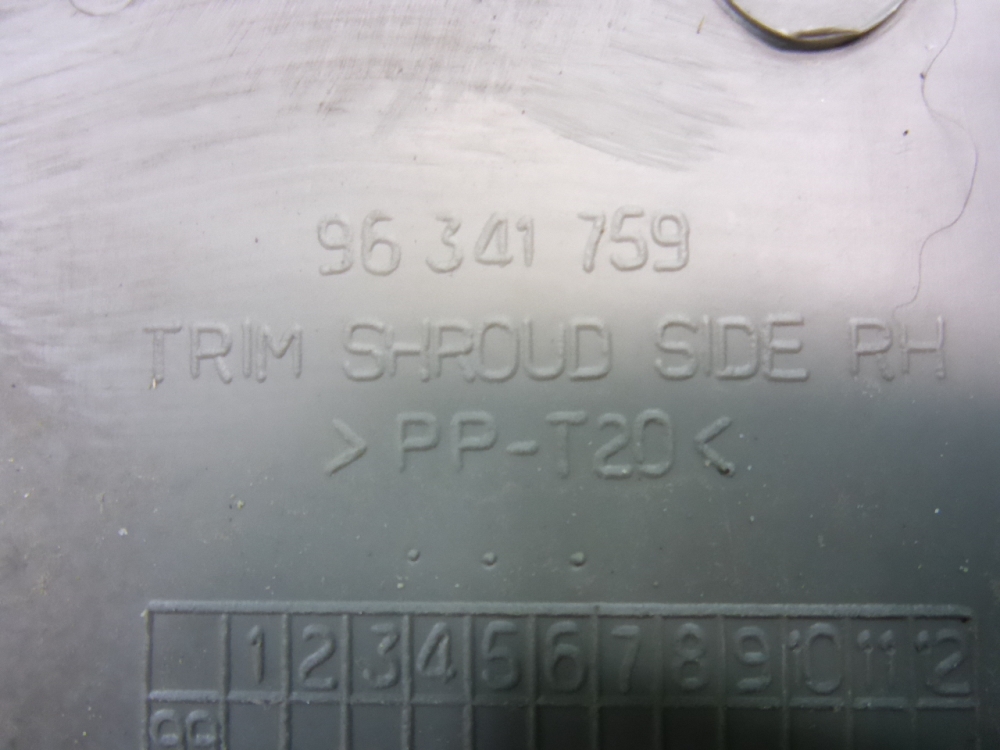 96 341 759
TRIM SHROUD SIDE RH
>PP-T20<
1 2 3 4 5 6 7 8 9 10 11 12